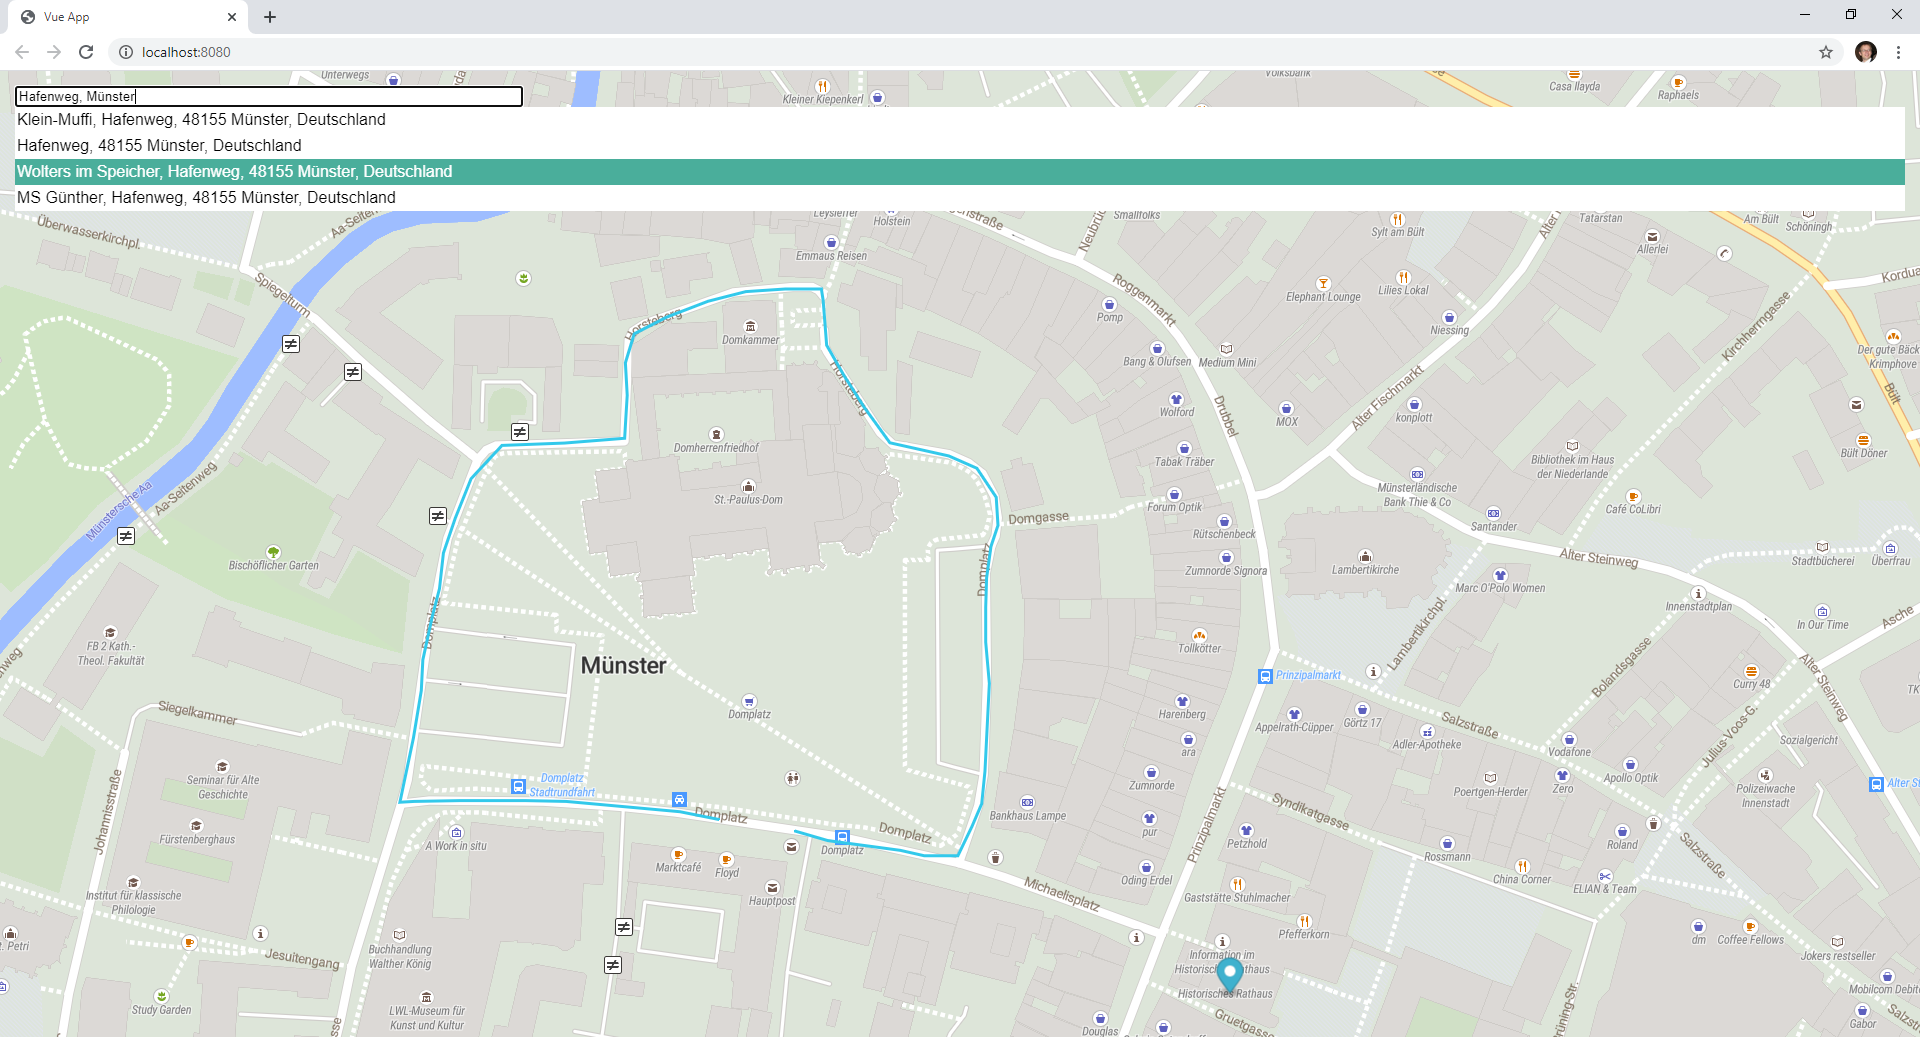 Vue App
localhost:8080
Unterwegs
Kleiner Kiepenkerl
Volksbank
Casa Ilayda
Raphaels
Hafenweg, Münster
Klein-Muffi, Hafenweg, 48155 Münster, Deutschland
Hafenweg, 48155 Münster, Deutschland
Wolters im Speicher, Hafenweg, 48155 Münster, Deutschland
MS Günther, Hafenweg, 48155 Münster, Deutschland
Überwasserkirchpl.
Aa-Seiten
Leysieffer
Holstein
Smallfolks
Neubrüc
Sylt am Bült
Alter
Tatarstan
Am Bült
Schöningh
Allerlei
Emmaus Reisen
Spiegelturm
Roggenmarkt
Elephant Lounge
Lilies Lokal
Kordua
Pomp
Niessing
Kirchherrngasse
Horsteberg
Domkammer
Bang & Olufsen
Medium Mini
Der gute Bäck
Krimphove
Horsteberg
Wolford
Drubbel
MOX
Alter Fischmarkt
konplott
Bült
Domherrenfriedhof
Tabak Träber
Bibliothek im Haus
der Niederlande
Bült Döner
St.-Paulus-Dom
Münsterländische
Bank Thie & Co
Münstersche Aa
Aa-Seitenweg
Domgasse
Forum Optik
Café CoLibri
Santander
Rütschenbeck
Bischöflicher Garten
Domplatz
Zumnorde Signora
Lambertikirche
Alter Steinweg
Stadtbücherei
Überfrau
Marc O'Polo Women
Innenstadtplan
Domplatz
Lambertikirchpl.
In Our Time
Asche
FB 2 Kath.-
Theol. Fakultät
Münster
Tollkötter
Prinzipalmarkt
Bolandsgasse
Curry 48
Alter Steinweg
TK
Siegelkammer
Domplatz
Harenberg
Appelrath-Cüpper
Görtz 17
Salzstraße
Adler-Apotheke
Vodafone
Julius-Voos-G.
Sozialgericht
ara
Seminar für Alte
Geschichte
Domplatz
Stadtrundfahrt
Zumnorde
Poertgen-Herder
Zero
Apollo Optik
Polizeiwache
Innenstadt
Alter S
Johannisstraße
Domplatz
Domplatz
Bankhaus Lampe
Prinzipalmarkt
Syndikatgasse
Fürstenberghaus
A Work in situ
Domplatz
pur
Petzhold
Roland
Salzstraße
Marktcafé
Floyd
Rossmann
Oding Erdel
China Corner
ELIAN & Team
Institut für klassische
Philologie
Hauptpost
Michaelisplatz
Gaststätte Stuhlmacher
t. Petri
Pfefferkorn
dm
Coffee Fellows
Buchhandlung
Walther König
Jesuitengang
Information im
Historisches Rathaus
Jokers restseller
Historisches Rathaus
Mobilcom Debite
Study Garden
LWL-Museum für
Kunst und Kultur
Gruetgasse
Douglas
Gabor
Salzstraß